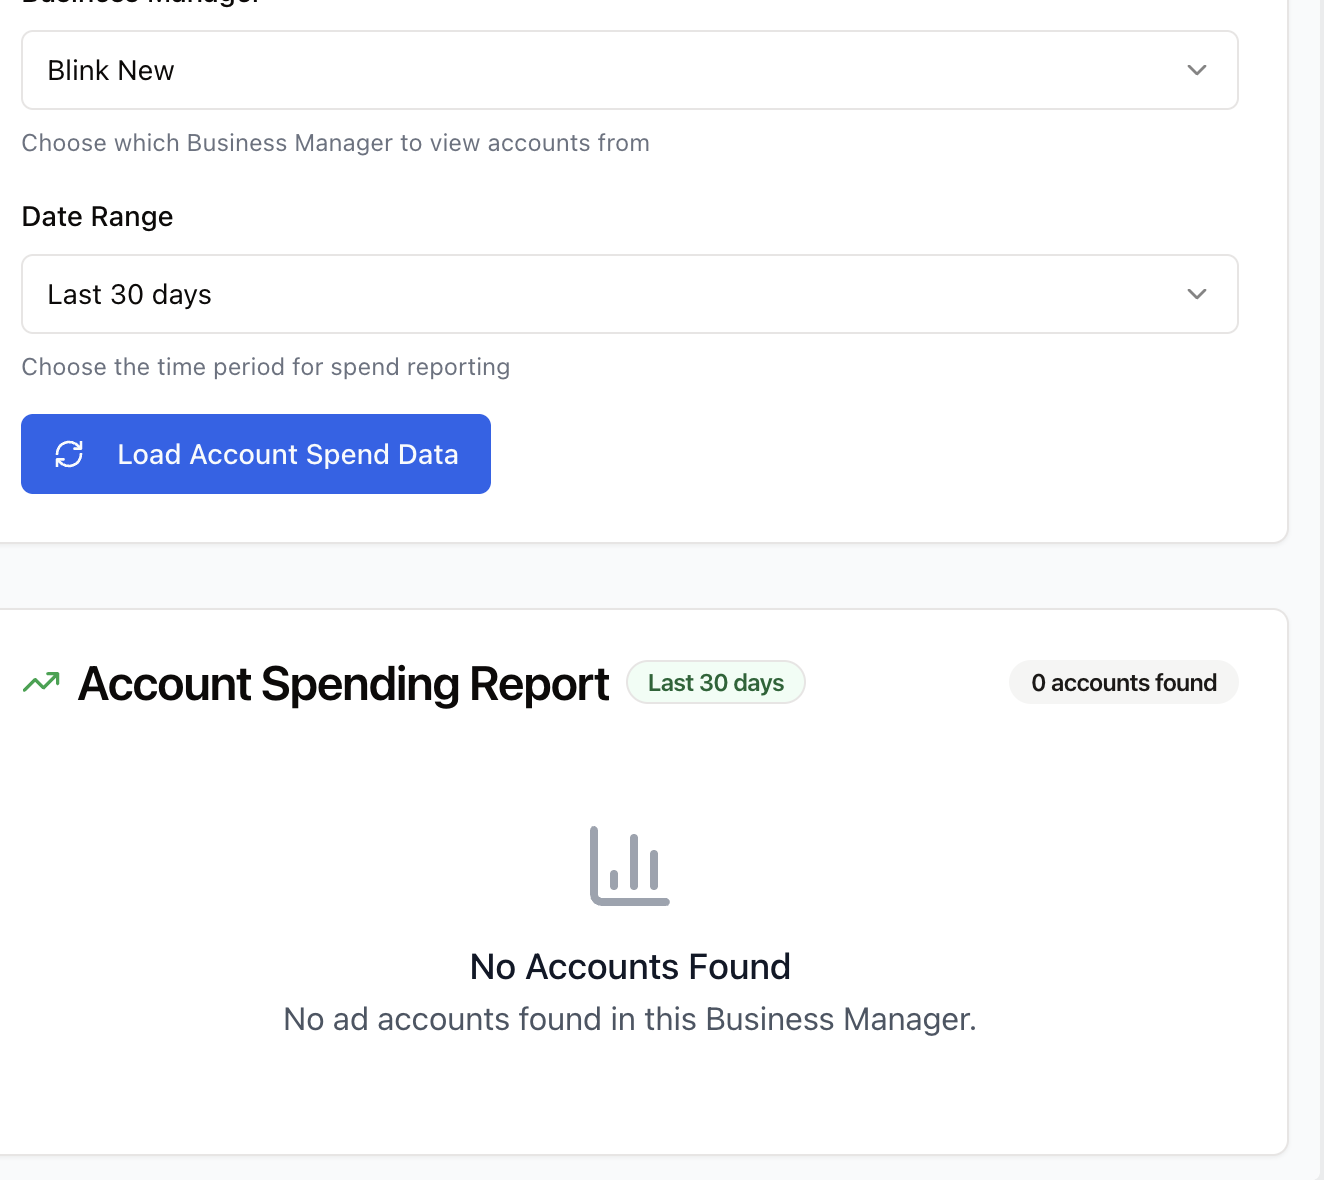 Business Manager
Blink New
Choose which Business Manager to view accounts from
Date Range
Last 30 days
Choose the time period for spend reporting
Load Account Spend Data
Account Spending Report
Last 30 days
0 accounts found
No Accounts Found
No ad accounts found in this Business Manager.